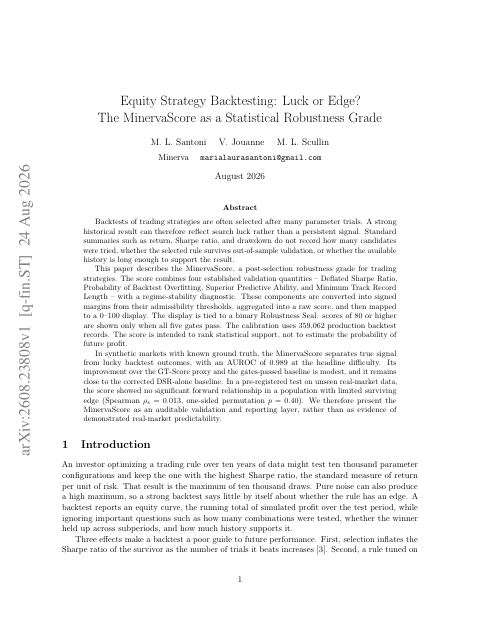 Equity Strategy Backtesting: Luck or Edge?
The MinervaScore as a Statistical Robustness Grade
M. L. Santoni V. Jouanne M. L. Scullin
Minerva marialaurasantoni@gmail.com
August 2026
Abstract
Backtests of trading strategies are often selected after many parameter trials. A strong
historical result can therefore reflect search luck rather than a persistent signal. Standard
summaries such as return, Sharpe ratio, and drawdown do not record how many candidates
were tried, whether the selected rule survives out-of-sample validation, or whether the available
history is long enough to support the result.
This paper describes the MinervaScore, a post-selection robustness grade for trading
strategies. The score combines four established validation quantities – Deflated Sharpe Ratio,
Probability of Backtest Overfitting, Superior Predictive Ability, and Minimum Track Record
Length – with a regime-stability diagnostic. These components are converted into signed
margins from their admissibility thresholds, aggregated into a raw score, and then mapped
to a 0–100 display. The display is tied to a binary Robustness Seal: scores of 80 or higher
are shown only when all five gates pass. The calibration uses 359,062 production backtest
records. The score is intended to rank statistical support, not to estimate the probability of
future profit.
In synthetic markets with known ground truth, the MinervaScore separates true signal
from lucky backtest outcomes, with an AUROC of 0.989 at the headline difficulty. Its
improvement over the GT-Score proxy and the gates-passed baseline is modest, and it remains
close to the corrected DSR-alone baseline. In a pre-registered test on unseen real-market data,
the score showed no significant forward relationship in a population with limited surviving
edge (Spearman ρₛ = 0.013, one-sided permutation p = 0.40). We therefore present the
MinervaScore as an auditable validation and reporting layer, rather than as evidence of
demonstrated real-market predictability.
1 Introduction
An investor optimizing a trading rule over ten years of data might test ten thousand parameter
configurations and keep the one with the highest Sharpe ratio, the standard measure of return
per unit of risk. That result is the maximum of ten thousand draws. Pure noise can also produce
a high maximum, so a strong backtest says little by itself about whether the rule has an edge. A
backtest reports an equity curve, the running total of simulated profit over the test period, while
ignoring important questions such as how many combinations were tested, whether the winner
held up across subperiods, and how much history supports it.
Three effects make a backtest a poor guide to future performance. First, selection inflates the
Sharpe ratio of the survivor as the number of trials it beats increases [3]. Second, a rule tuned on
1
arXiv:2608.23808v1 [q-fin.ST] 24 Aug 2026